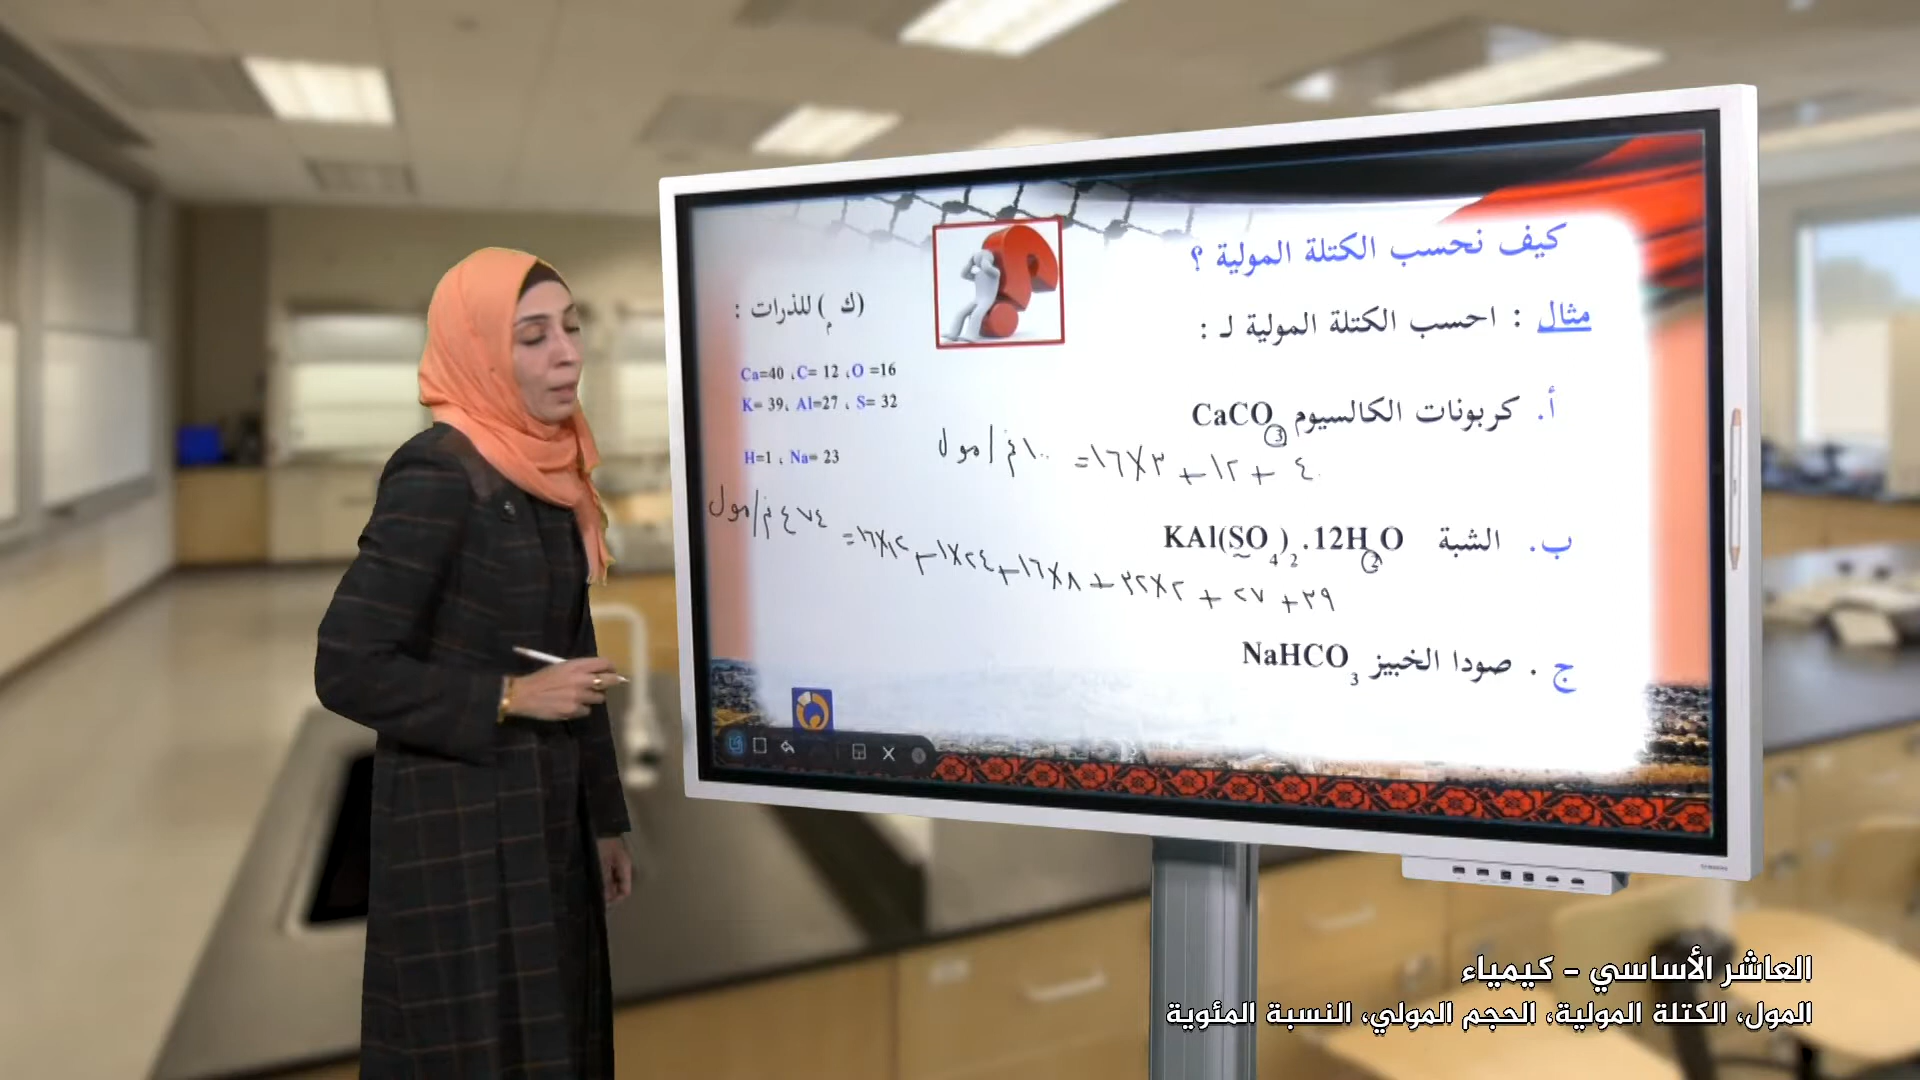 كيف نحسب الكتلة المولية ؟
مثال : احسب الكتلة المولية لـ :
(ك م) للذرات :
Ca=40 ، C= 12 ، O =16
K= 39، Al=27 ، S= 32
H=1 ، Na= 23
أ. كربونات الكالسيوم CaCO3
٤٠ + ١٢ + ٣×١٦ = ١٠٠ غم/مول
ب. الشبة KAl(SO4)2.12H2O
٣٩ + ٢٧ + ٢×٣٢ + ٨×١٦ + ٢٤×١ + ١٢×١٦ = ٤٧٤ غم/مول
ج . صودا الخبيز NaHCO3
العاشر الأساسي - كيمياء
المول، الكتلة المولية، الحجم المولي، النسبة المئوية